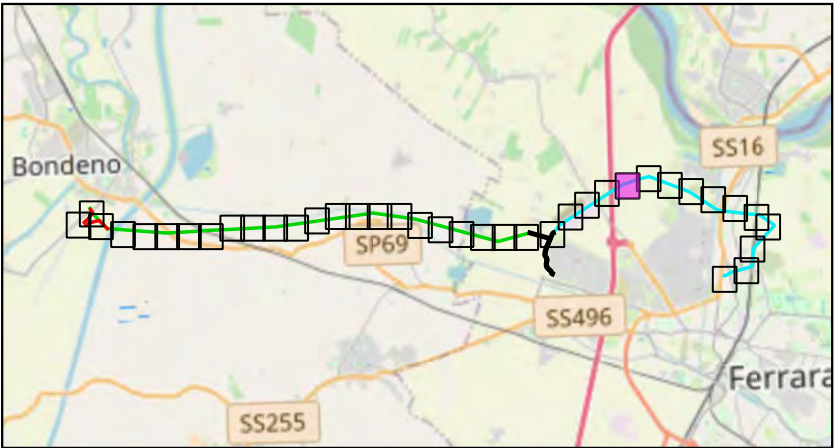 SS16
Bondeno
SP69
SS496
Ferrara
SS255